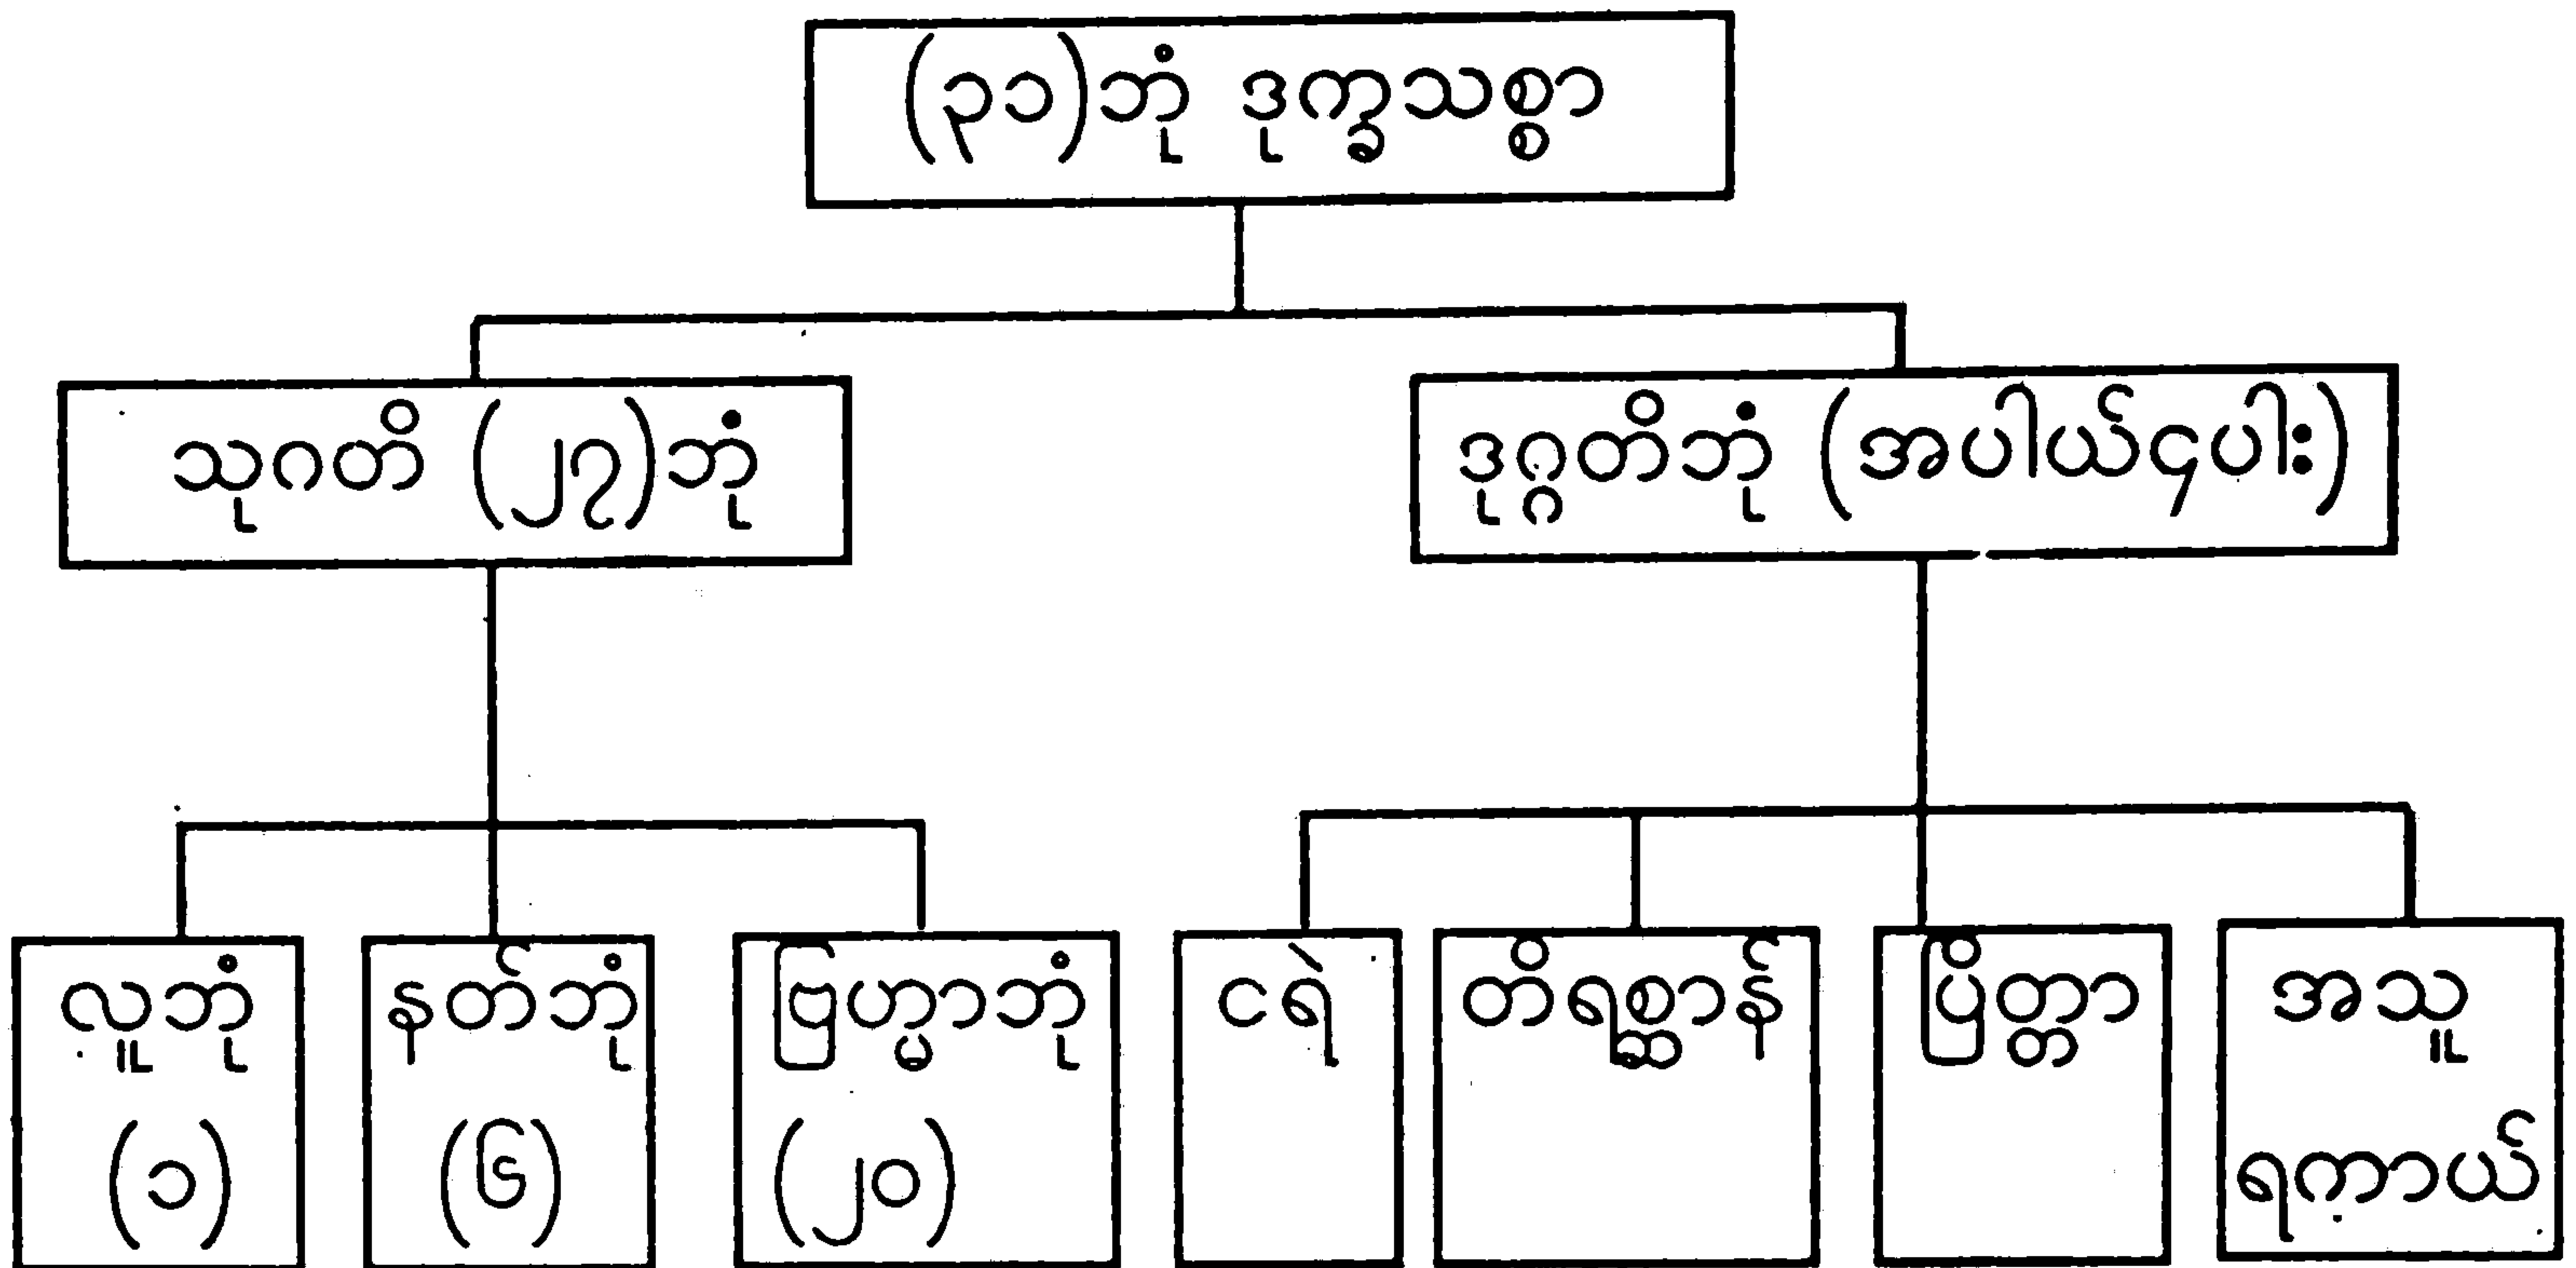 (၃၁)ဘုံ ဒုက္ခသစ္စာ
သုဂတိ (၂၇)ဘုံ
ဒုဂ္ဂတိဘုံ (အပါယ်၄ပါး)
လူဘုံ
(၁)
နတ်ဘုံ
(၆)
ဗြဟ္မာဘုံ
(၂၀)
ငရဲ
တိရစ္ဆာန်
ပြိတ္တာ
အသူ
ရကာယ်